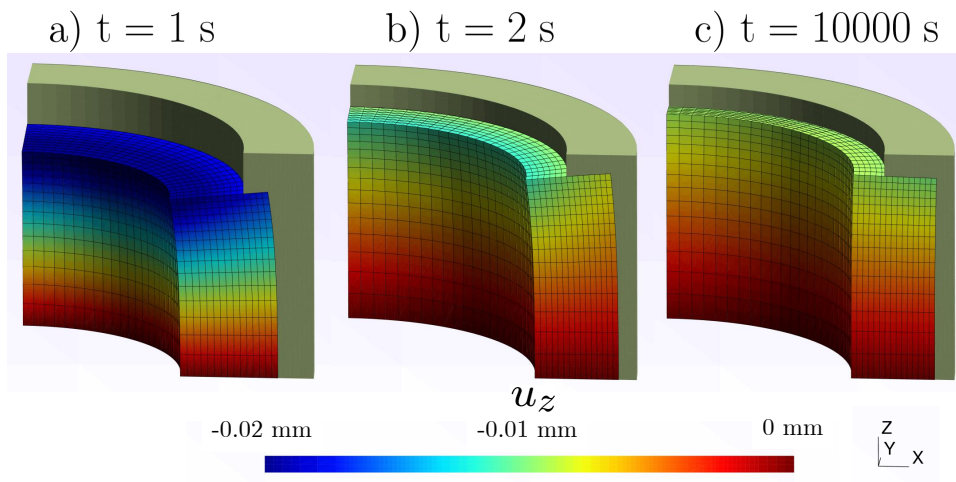 a) t = 1 s
b) t = 2 s
c) t = 10000 s
u_z
-0.02 mm
-0.01 mm
0 mm
Z
Y
X